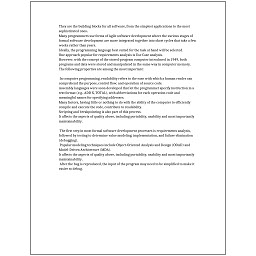 They are the building blocks for all software, from the simplest applications to the most
sophisticated ones.
Many programmers use forms of Agile software development where the various stages of
formal software development are more integrated together into short cycles that take a few
weeks rather than years.
Ideally, the programming language best suited for the task at hand will be selected.
One approach popular for requirements analysis is Use Case analysis.
However, with the concept of the stored-program computer introduced in 1949, both
programs and data were stored and manipulated in the same way in computer memory.
The following properties are among the most important:

In computer programming, readability refers to the ease with which a human reader can
comprehend the purpose, control flow, and operation of source code.
Assembly languages were soon developed that let the programmer specify instruction in a
text format (e.g., ADD X, TOTAL), with abbreviations for each operation code and
meaningful names for specifying addresses.
Many factors, having little or nothing to do with the ability of the computer to efficiently
compile and execute the code, contribute to readability.
Scripting and breakpointing is also part of this process.
It affects the aspects of quality above, including portability, usability and most importantly
maintainability.

The first step in most formal software development processes is requirements analysis,
followed by testing to determine value modeling, implementation, and failure elimination
(debugging).
Popular modeling techniques include Object-Oriented Analysis and Design (OOAD) and
Model-Driven Architecture (MDA).
It affects the aspects of quality above, including portability, usability and most importantly
maintainability.
After the bug is reproduced, the input of the program may need to be simplified to make it
easier to debug.